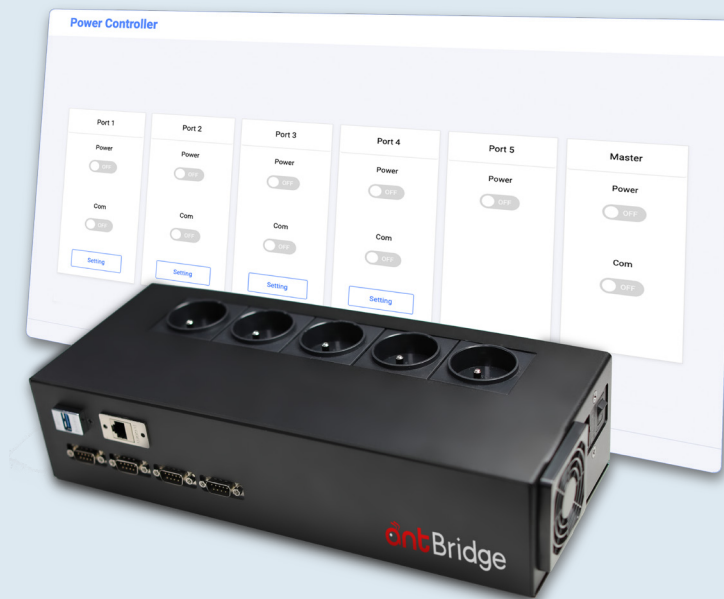 Power Controller
Port 1
Power
OFF
Com
OFF
Setting
Port 2
Power
OFF
Com
OFF
Setting
Port 3
Power
OFF
Com
OFF
Setting
Port 4
Power
OFF
Com
OFF
Setting
Port 5
Power
OFF
Master
Power
OFF
Com
OFF
antBridge